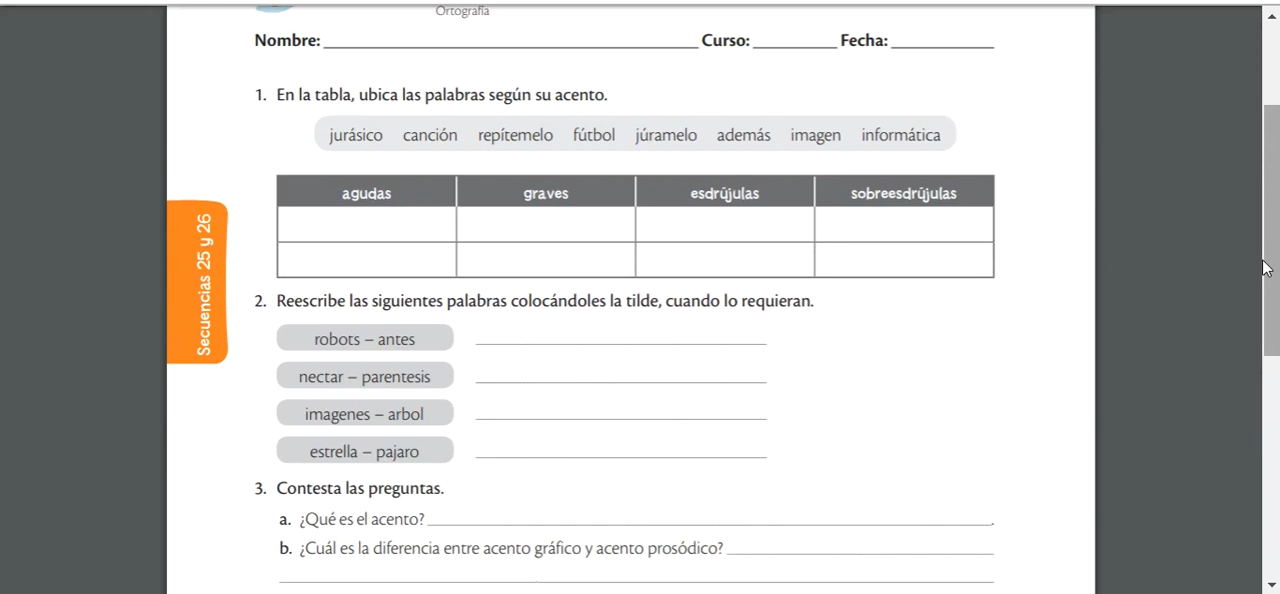 Ortografía
Nombre: Curso: Fecha:
1. En la tabla, ubica las palabras según su acento.
jurásico canción repítemelo fútbol júramelo además imagen informática
agudas graves esdrújulas sobreesdrújulas
Secuencias 25 y 26
2. Reescribe las siguientes palabras colocándoles la tilde, cuando lo requieran.
robots – antes
nectar – parentesis
imagenes – arbol
estrella – pajaro
3. Contesta las preguntas.
a. ¿Qué es el acento? .
b. ¿Cuál es la diferencia entre acento gráfico y acento prosódico?